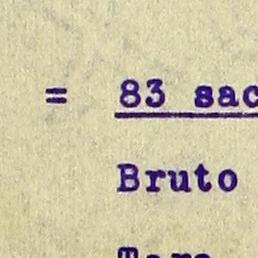 = 83 sac
Bruto